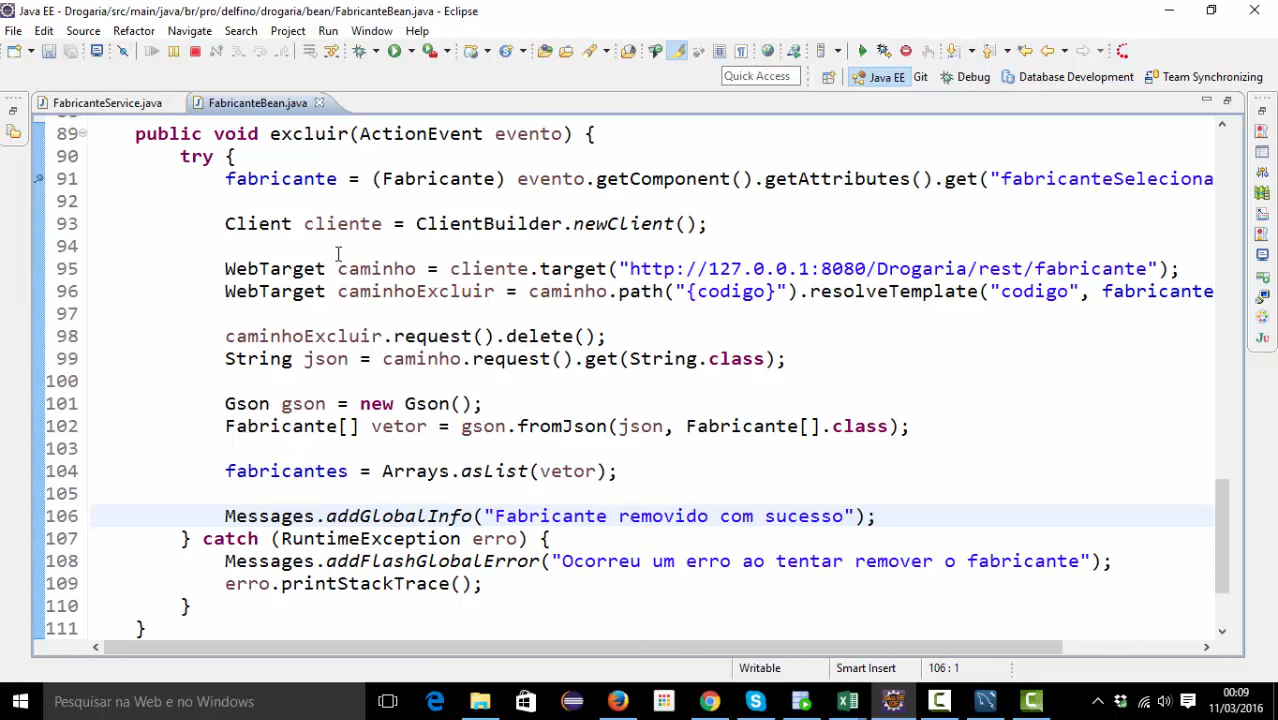 Java EE - Drogaria/src/main/java/br/pro/delfino/drogaria/bean/FabricanteBean.java - Eclipse
File Edit Source Refactor Navigate Search Project Run Window Help
Quick Access Java EE Git Debug Database Development Team Synchronizing
FabricanteService.java FabricanteBean.java
89 public void excluir(ActionEvent evento) {
90 try {
91 fabricante = (Fabricante) evento.getComponent().getAttributes().get("fabricanteSeleciona
92
93 Client cliente = ClientBuilder.newClient();
94
95 WebTarget caminho = cliente.target("http://127.0.0.1:8080/Drogaria/rest/fabricante");
96 WebTarget caminhoExcluir = caminho.path("{codigo}").resolveTemplate("codigo", fabricante
97
98 caminhoExcluir.request().delete();
99 String json = caminho.request().get(String.class);
100
101 Gson gson = new Gson();
102 Fabricante[] vetor = gson.fromJson(json, Fabricante[].class);
103
104 fabricantes = Arrays.asList(vetor);
105
106 Messages.addGlobalInfo("Fabricante removido com sucesso");
107 } catch (RuntimeException erro) {
108 Messages.addFlashGlobalError("Ocorreu um erro ao tentar remover o fabricante");
109 erro.printStackTrace();
110 }
111 }
Writable Smart Insert 106 : 1
Pesquisar na Web e no Windows
00:09
11/03/2016